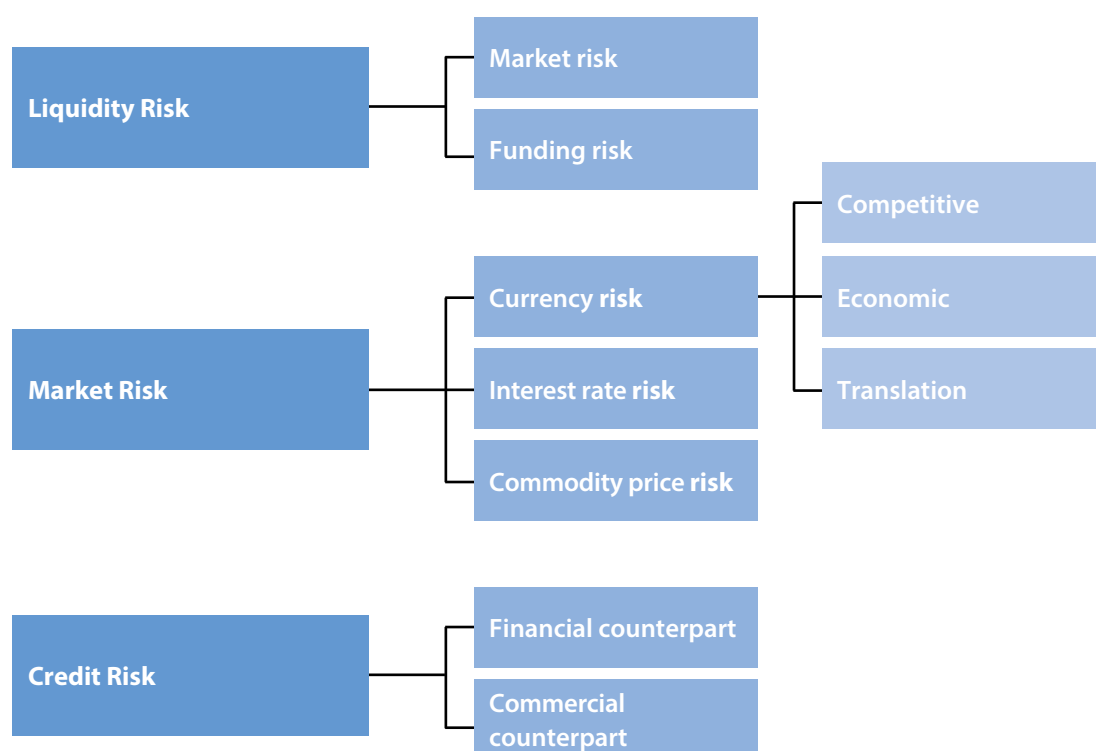 Liquidity Risk
Market risk
Funding risk
Market Risk
Currency risk
Competitive
Economic
Translation
Interest rate risk
Commodity price risk
Credit Risk
Financial counterpart
Commercial
counterpart